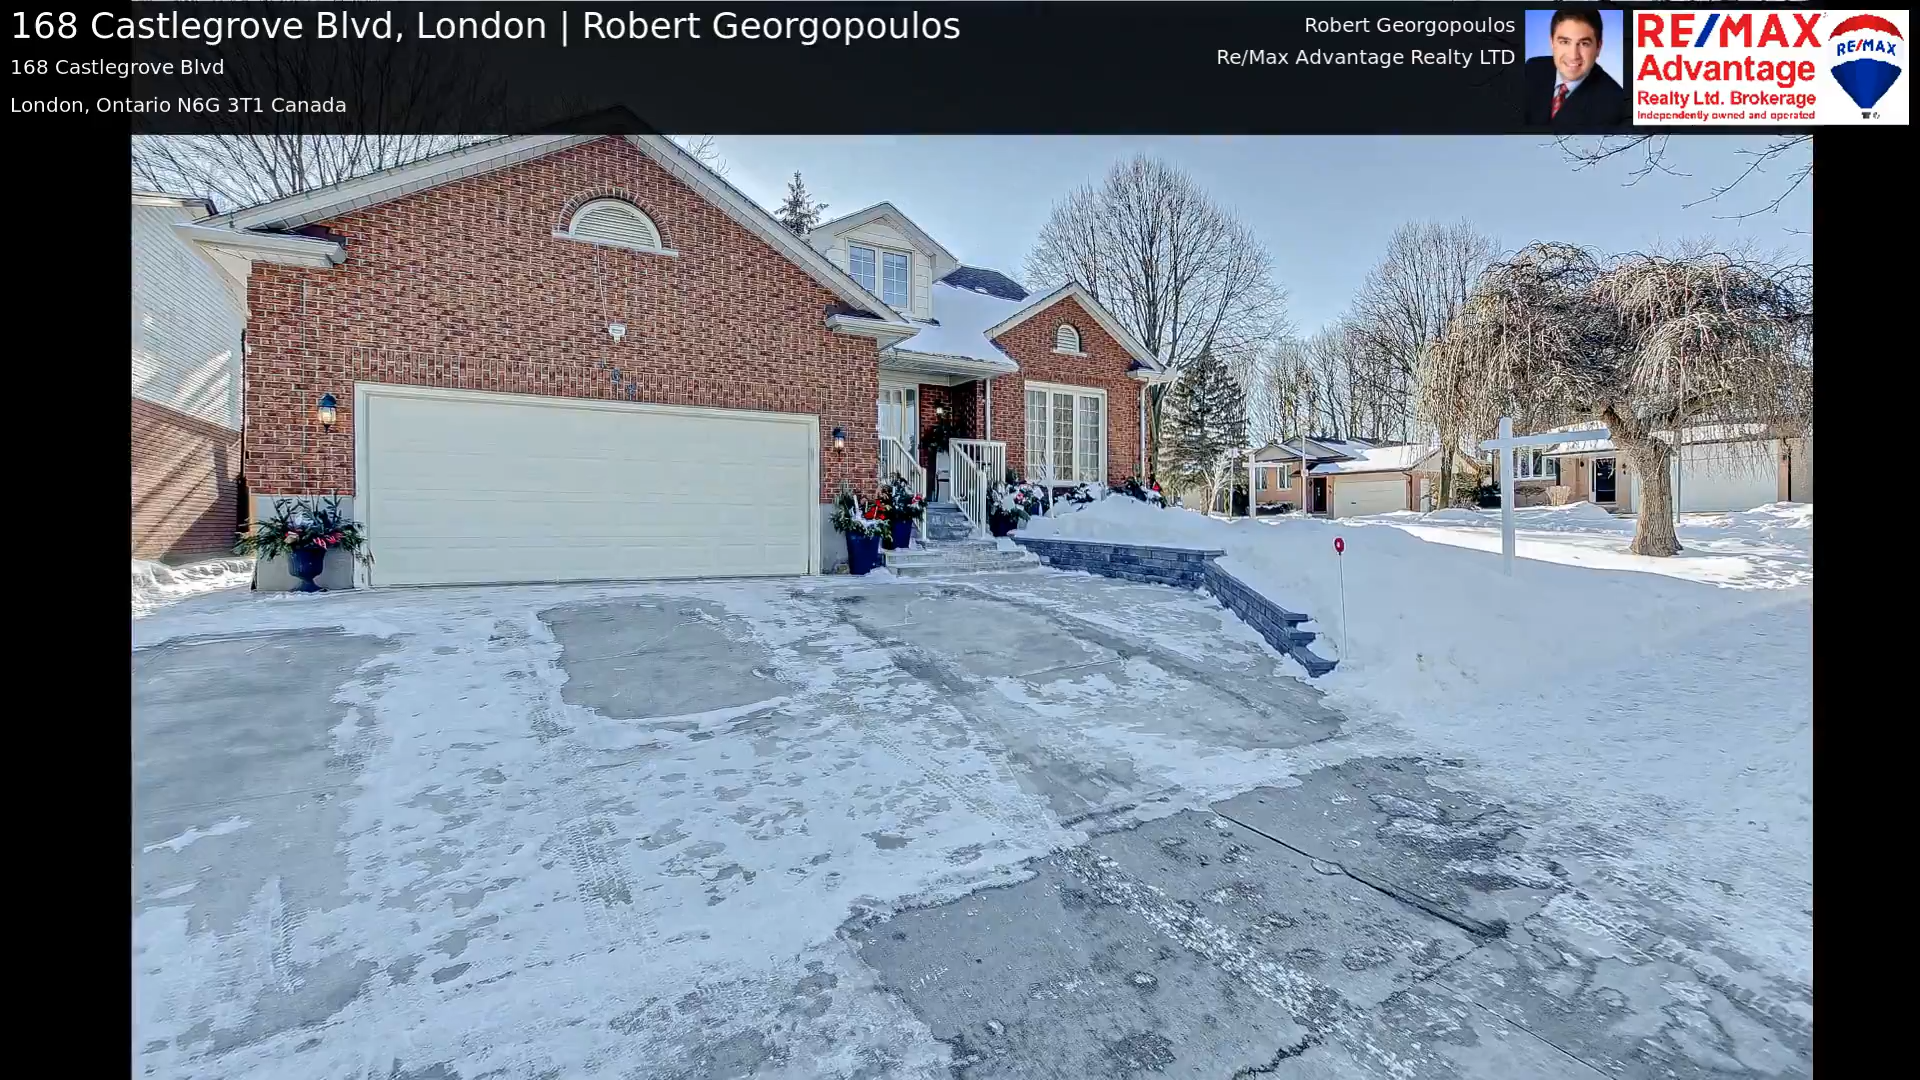 168 Castlegrove Blvd, London | Robert Georgopoulos
168 Castlegrove Blvd
London, Ontario N6G 3T1 Canada
Robert Georgopoulos
Re/Max Advantage Realty LTD
RE/MAX
Advantage
Realty Ltd. Brokerage
Independently owned and operated
RE/MAX